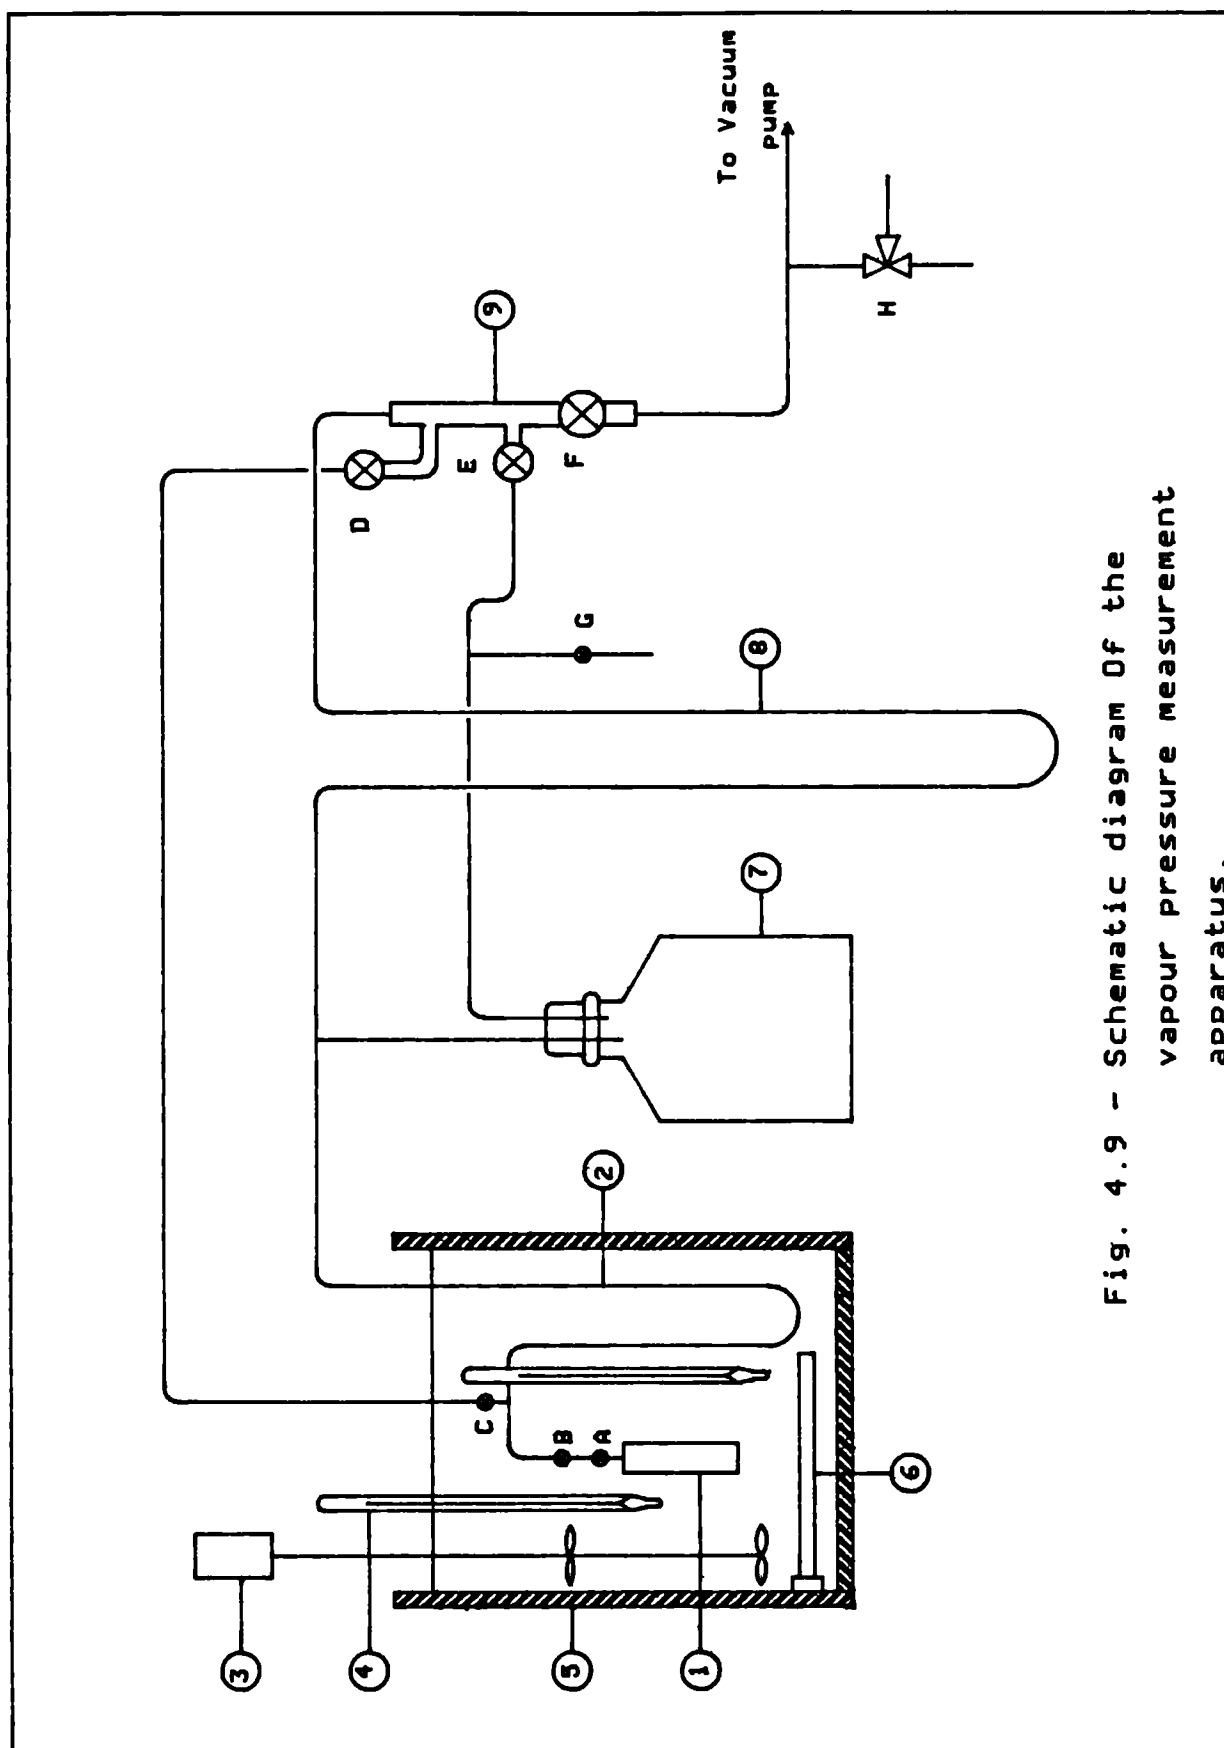 To Vacuum
pump
9
H
D
E
F
G
8
7
2
C
B
A
3
4
5
1
6
Fig. 4.9 - Schematic diagram Of the
vapour pressure measurement
apparatus.